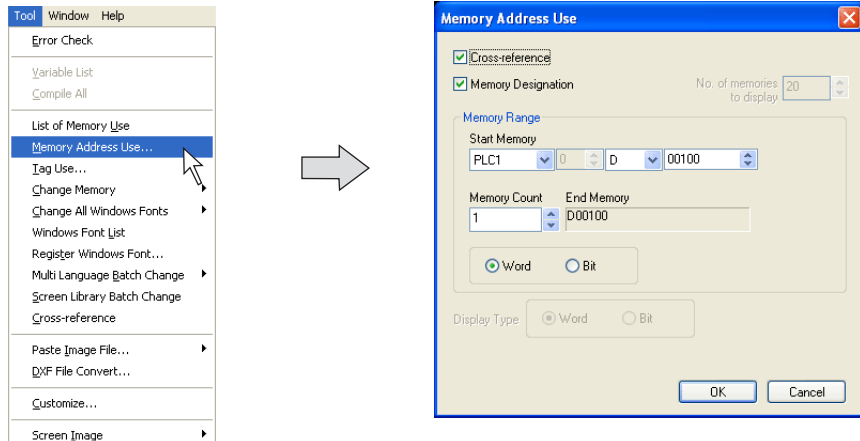 Tool Window Help
Error Check
Variable List
Compile All
List of Memory Use
Memory Address Use...
Tag Use...
Change Memory
Change All Windows Fonts
Windows Font List
Register Windows Font...
Multi Language Batch Change
Screen Library Batch Change
Cross-reference
Paste Image File...
DXF File Convert...
Customize...
Screen Image
Memory Address Use
Cross-reference
Memory Designation No. of memories to display 20
Memory Range
Start Memory
PLC1 0 D 00100
Memory Count End Memory
1 D00100
Word Bit
Display Type Word Bit
OK Cancel